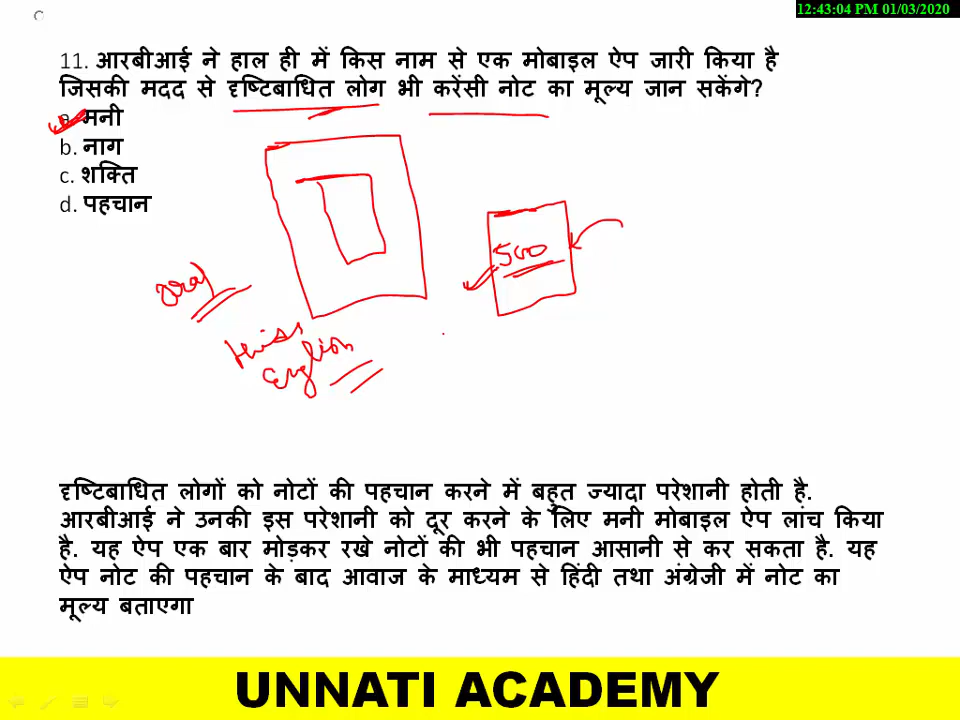 12:43:04 PM 01/03/2020
11. आरबीआई ने हाल ही में किस नाम से एक मोबाइल ऐप जारी किया है
जिसकी मदद से दृष्टिबाधित लोग भी करेंसी नोट का मूल्य जान सकेंगे?
a. मनी
b. नाग
c. शक्ति
d. पहचान
500
English
दृष्टिबाधित लोगों को नोटों की पहचान करने में बहुत ज्यादा परेशानी होती है.
आरबीआई ने उनकी इस परेशानी को दूर करने के लिए मनी मोबाइल ऐप लांच किया
है. यह ऐप एक बार मोड़कर रखे नोटों की भी पहचान आसानी से कर सकता है. यह
ऐप नोट की पहचान के बाद आवाज के माध्यम से हिंदी तथा अंग्रेजी में नोट का
मूल्य बताएगा
UNNATI ACADEMY